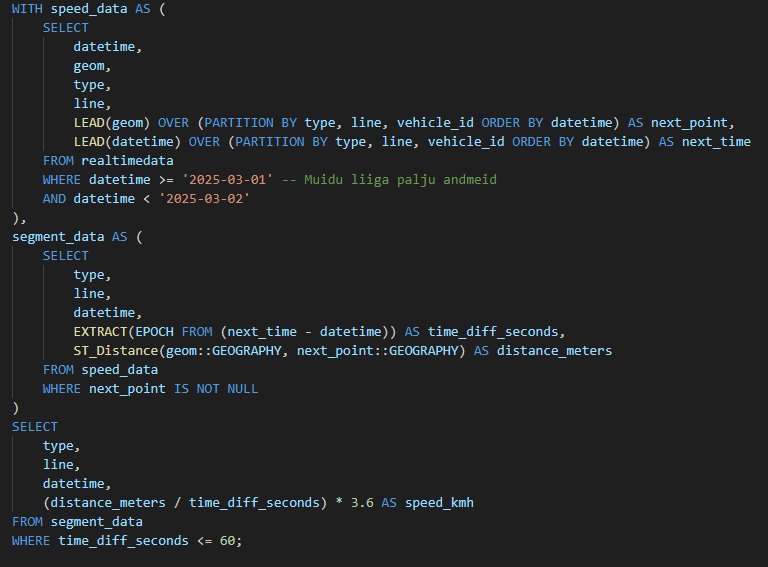 WITH speed_data AS (
SELECT
datetime,
geom,
type,
line,
LEAD(geom) OVER (PARTITION BY type, line, vehicle_id ORDER BY datetime) AS next_point,
LEAD(datetime) OVER (PARTITION BY type, line, vehicle_id ORDER BY datetime) AS next_time
FROM realtimedata
WHERE datetime >= '2025-03-01' -- Muidu liiga palju andmeid
AND datetime < '2025-03-02'
),
segment_data AS (
SELECT
type,
line,
datetime,
EXTRACT(EPOCH FROM (next_time - datetime)) AS time_diff_seconds,
ST_Distance(geom::GEOGRAPHY, next_point::GEOGRAPHY) AS distance_meters
FROM speed_data
WHERE next_point IS NOT NULL
)
SELECT
type,
line,
datetime,
(distance_meters / time_diff_seconds) * 3.6 AS speed_kmh
FROM segment_data
WHERE time_diff_seconds <= 60;